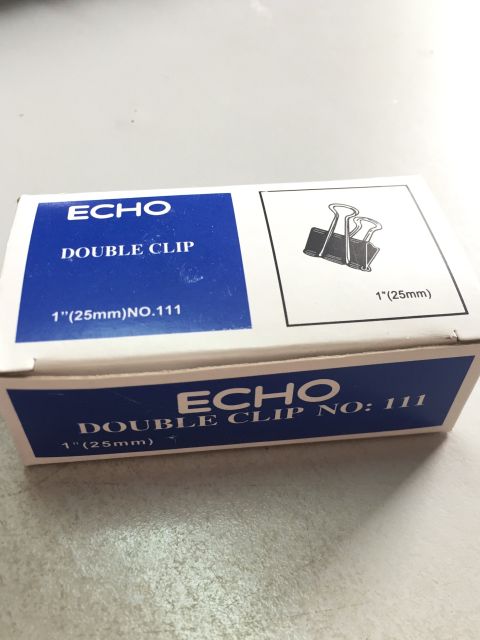 ECHO
DOUBLE CLIP
1"(25mm)NO.111
1"(25mm)
ECHO
DOUBLE CLIP NO: 111
1"(25mm)